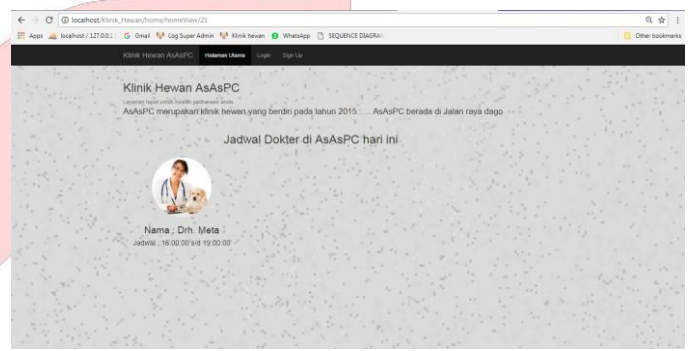 localhost/Klinik_Hewan/home/homeView/21
Apps localhost / 127.0.0.1 G Gmail Log Super Admin Klinik hewan WhatsApp SEQUENCE DIAGRA Other bookmarks
Klinik Hewan AsAsPC Halaman Utama Login Sign Up
Klinik Hewan AsAsPC
AsAsPC merupakan klinik hewan yang berdiri pada tahun 2015..... AsAsPC berada di Jalan raya dago
Jadwal Dokter di AsAsPC hari ini
Nama : Drh. Meta
Jadwal : 16:00:00 s/d 19:00:00